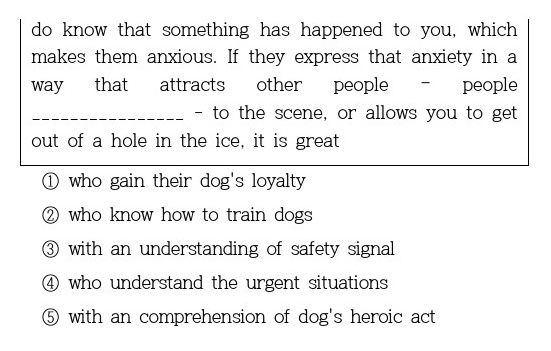 do know that something has happened to you, which
makes them anxious. If they express that anxiety in a
way that attracts other people - people
________________ - to the scene, or allows you to get
out of a hole in the ice, it is great
① who gain their dog's loyalty
② who know how to train dogs
③ with an understanding of safety signal
④ who understand the urgent situations
⑤ with an comprehension of dog's heroic act